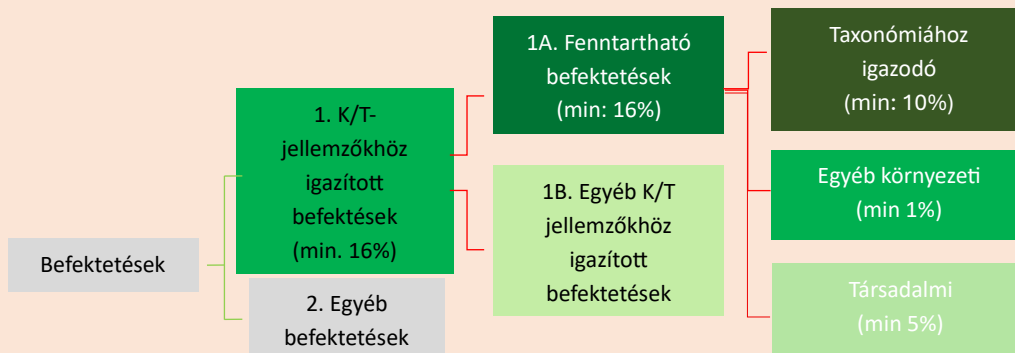 Befektetések
1. K/T-
jellemzőkhöz
igazított
befektések
(min. 16%)
2. Egyéb
befektetések
1A. Fenntartható
befektetések
(min: 16%)
1B. Egyéb K/T
jellemzőkhöz
igazított
befektetések
Taxonómiához
igazodó
(min: 10%)
Egyéb környezeti
(min 1%)
Társadalmi
(min 5%)